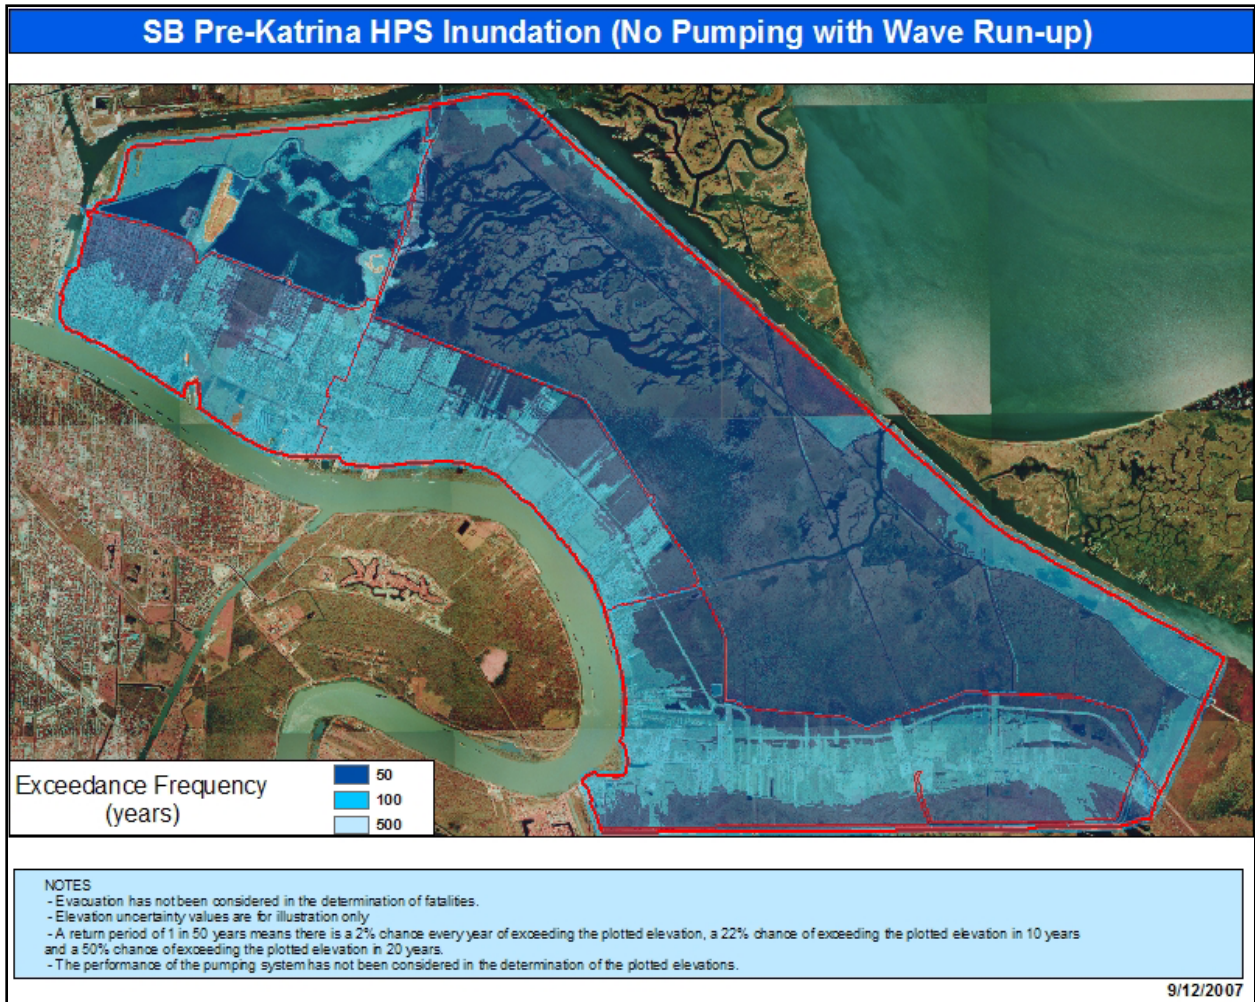 SB Pre-Katrina HPS Inundation (No Pumping with Wave Run-up)
Exceedance Frequency
(years)
50
100
500
NOTES
- Evacuation has not been considered in the determination of fatalities.
- Elevation uncertainty values are for illustration only
- A return period of 1 in 50 years means there is a 2% chance every year of exceeding the plotted elevation, a 22% chance of exceeding the plotted elevation in 10 years
and a 50% chance of exceeding the plotted elevation in 20 years.
- The performance of the pumping system has not been considered in the determination of the plotted elevations.
9/12/2007